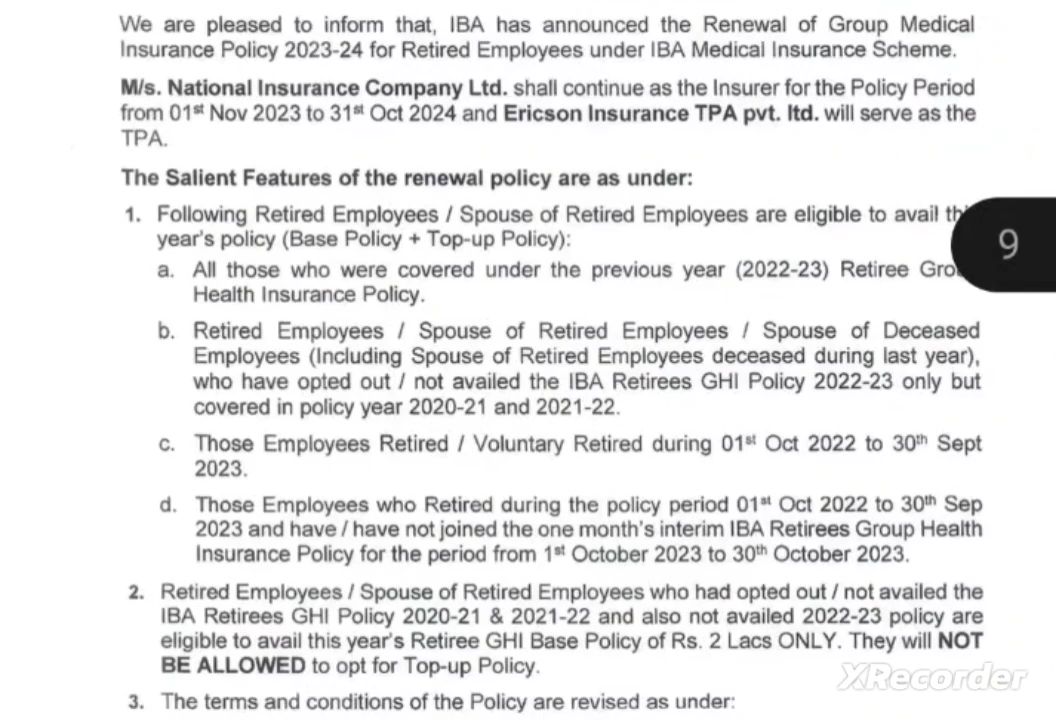 We are pleased to inform that, IBA has announced the Renewal of Group Medical
Insurance Policy 2023-24 for Retired Employees under IBA Medical Insurance Scheme.
M/s. National Insurance Company Ltd. shall continue as the Insurer for the Policy Period
from 01st Nov 2023 to 31st Oct 2024 and Ericson Insurance TPA pvt. ltd. will serve as the
TPA.
The Salient Features of the renewal policy are as under:
1. Following Retired Employees / Spouse of Retired Employees are eligible to avail
year's policy (Base Policy + Top-up Policy):
9
a. All those who were covered under the previous year (2022-23) Retiree
Health Insurance Policy.
b. Retired Employees / Spouse of Retired Employees / Spouse of Deceased
Employees (Including Spouse of Retired Employees deceased during last year),
who have opted out / not availed the IBA Retirees GHI Policy 2022-23 only but
covered in policy year 2020-21 and 2021-22.
c. Those Employees Retired / Voluntary Retired during 01st Oct 2022 to 30th Sept
2023.
d. Those Employees who Retired during the policy period 01st Oct 2022 to 30th Sep
2023 and have / have not joined the one month's interim IBA Retirees Group Health
Insurance Policy for the period from 1st October 2023 to 30th October 2023.
2. Retired Employees / Spouse of Retired Employees who had opted out / not availed the
IBA Retirees GHI Policy 2020-21 & 2021-22 and also not availed 2022-23 policy are
eligible to avail this year's Retiree GHI Base Policy of Rs. 2 Lacs ONLY. They will NOT
BE ALLOWED to opt for Top-up Policy.
XRecorder
3. The terms and conditions of the Policy are revised as under: